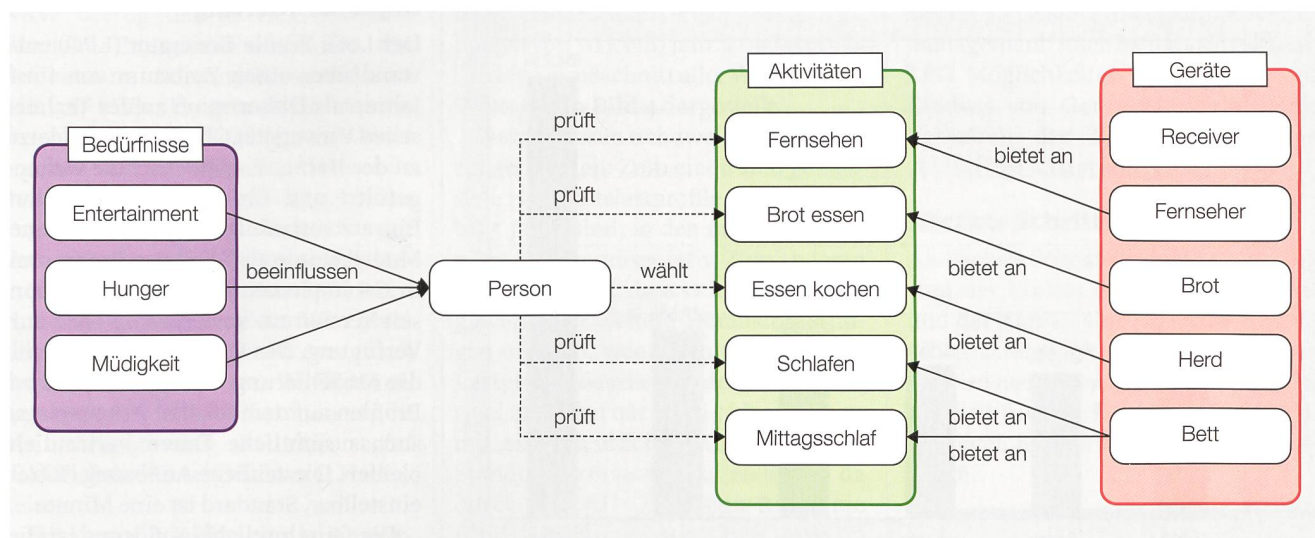 Bedürfnisse
Entertainment
Hunger
Müdigkeit
beeinflussen
Person
prüft
prüft
wählt
prüft
prüft
Aktivitäten
Fernsehen
Brot essen
Essen kochen
Schlafen
Mittagsschlaf
bietet an
bietet an
bietet an
bietet an
bietet an
Geräte
Receiver
Fernseher
Brot
Herd
Bett